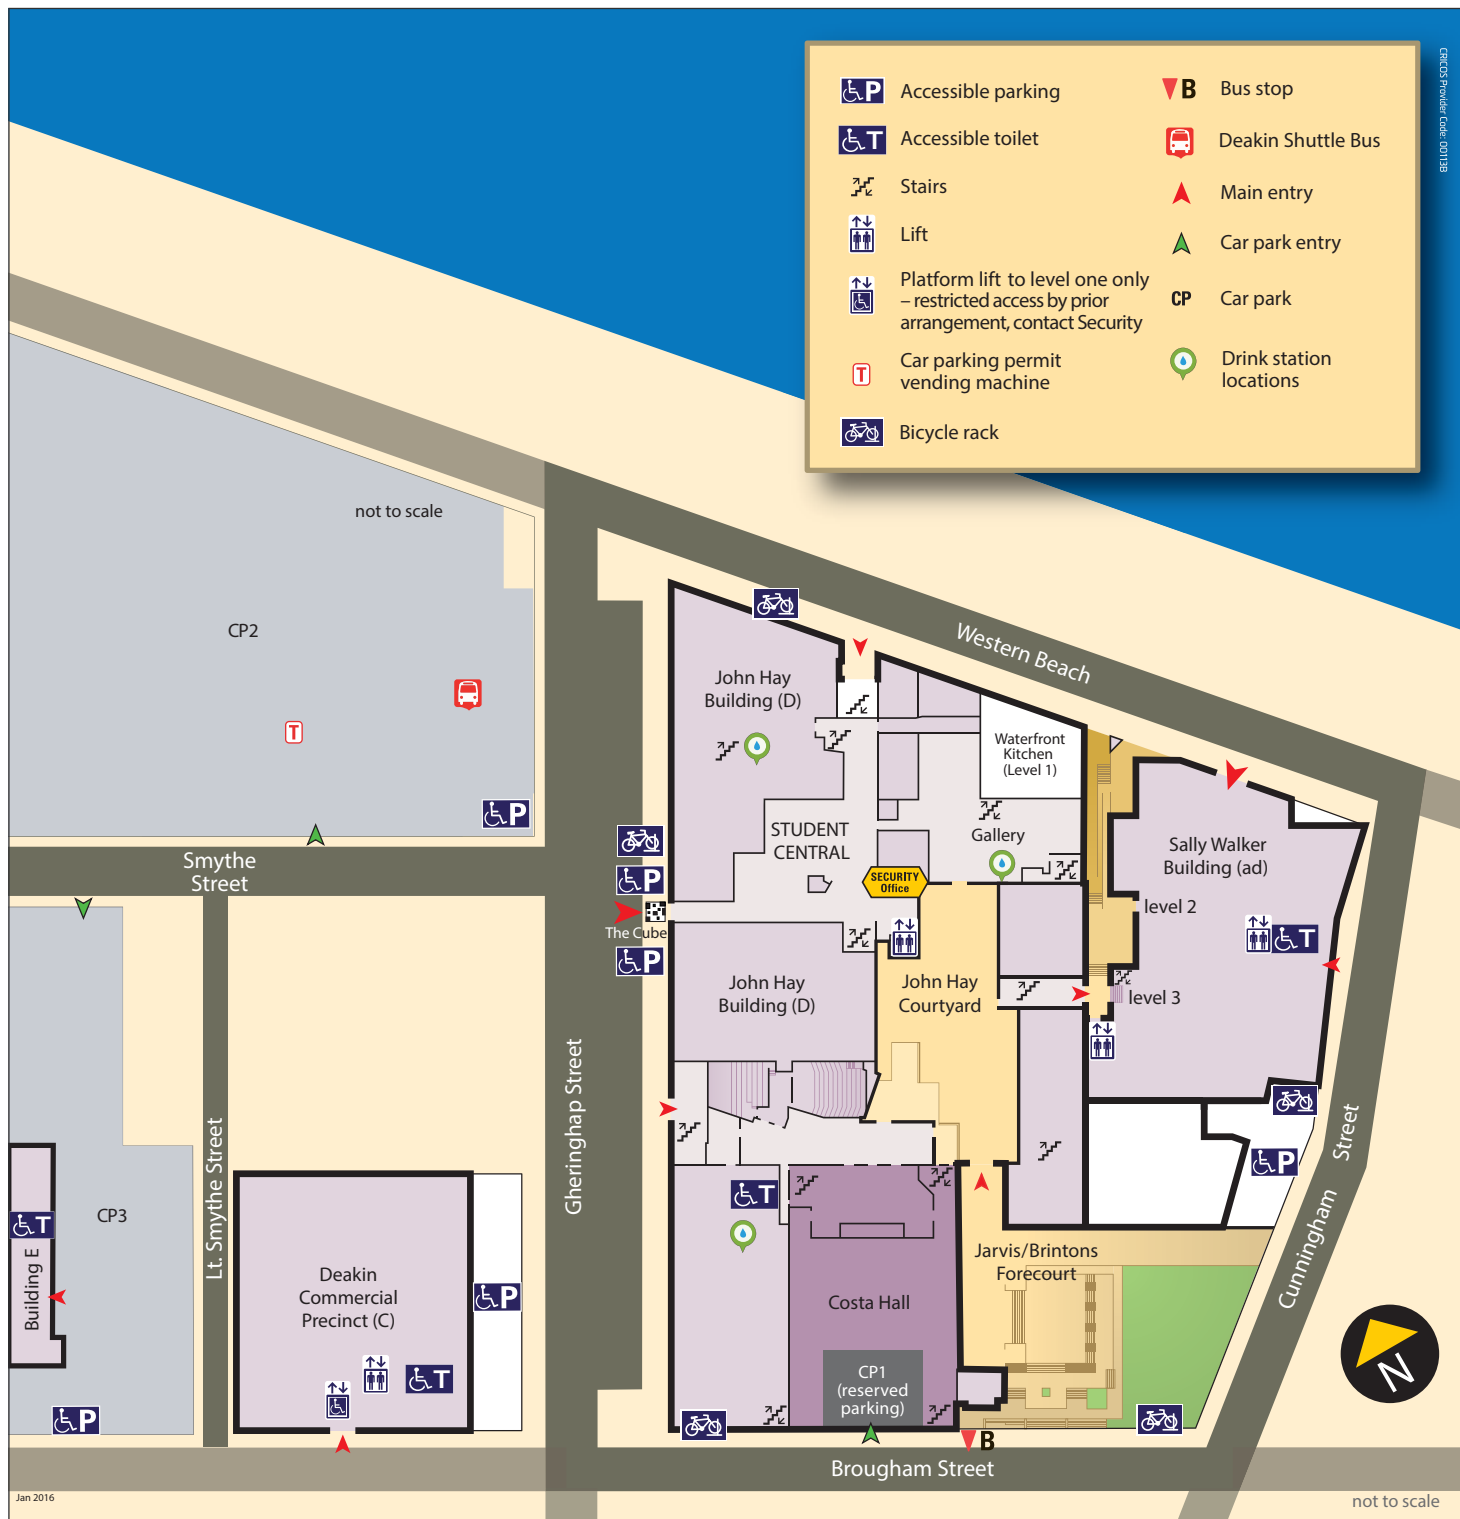 P
Accessible parking
T
Accessible toilet
Stairs
Lift
Platform lift to level one only
– restricted access by prior
arrangement, contact Security
T
Car parking permit
vending machine
Bicycle rack
B
Bus stop
Deakin Shuttle Bus
Main entry
Car park entry
CP
Car park
Drink station
locations
CRICOS Provider Code: 00113B
not to scale
CP2
T
P
Smythe
Street
Western Beach
John Hay
Building (D)
Waterfront
Kitchen
(Level 1)
STUDENT
CENTRAL
Gallery
SECURITY
Office
Sally Walker
Building (ad)
level 2
T
level 3
P
The Cube
P
John Hay
Building (D)
John Hay
Courtyard
Gheringhap Street
Lt. Smythe Street
CP3
T
Building E
P
Deakin
Commercial
Precinct (C)
P
T
T
Costa Hall
CP1
(reserved
parking)
Jarvis/Brintons
Forecourt
P
Cunningham Street
N
B
Brougham Street
Jan 2016
not to scale